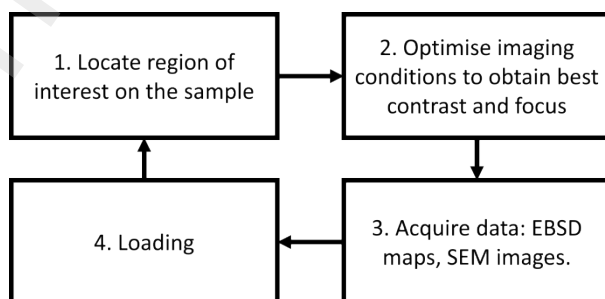 1. Locate region of
interest on the sample
2. Optimise imaging
conditions to obtain best
contrast and focus
4. Loading
3. Acquire data: EBSD
maps, SEM images.